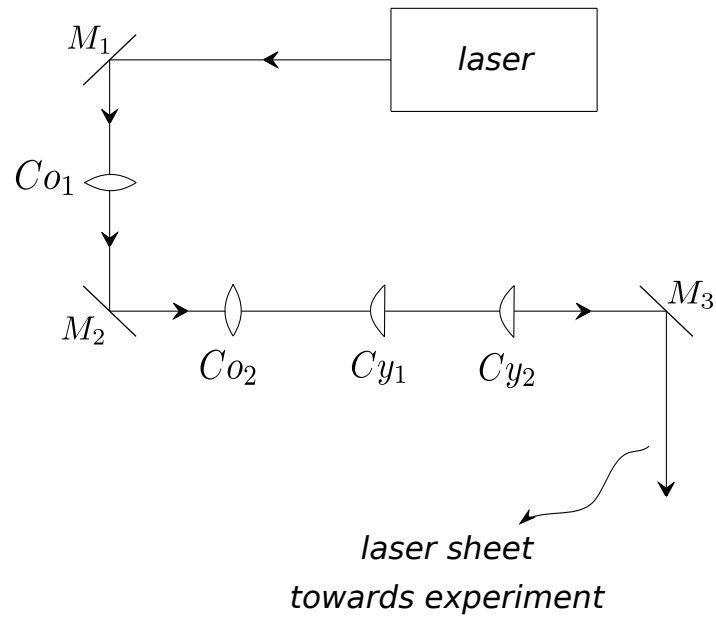 M₁
laser
Co₁
M₃
M₂
Co₂
Cy₁
Cy₂
laser sheet
towards experiment